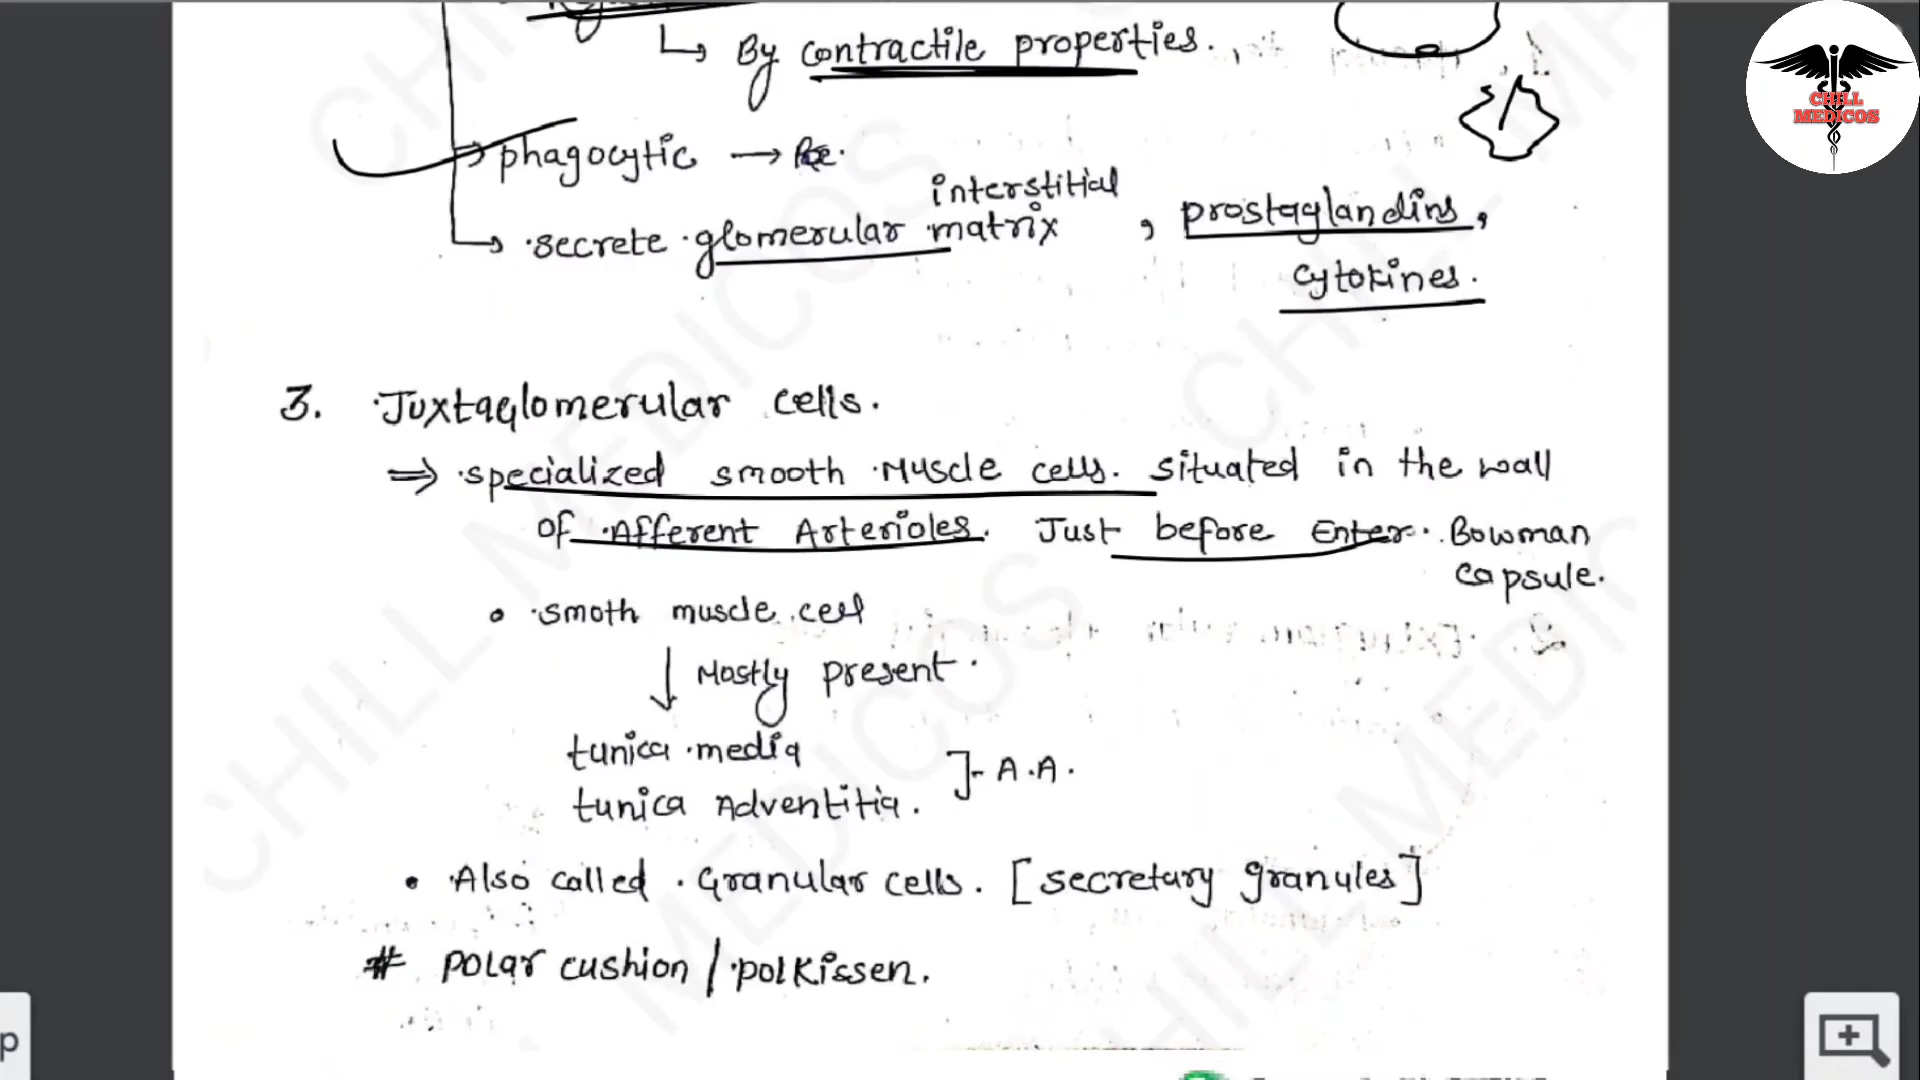 By contractile properties.
phagocytic →
interstitial
secrete glomerular matrix , prostaglandins,
cytokines.
3. Juxtaglomerular cells.
⇒ specialized smooth Muscle cells. situated in the wall
of Afferent Arterioles. Just before Enter. Bowman
capsule.
• smoth muscle cell
↓ Mostly present.
tunica media
tunica Adventitia. ]- A.A.
• Also called. Granular cells. [secretary granules]
# polar cushion / polkissen.
CHILL
MEDICOS
CHILL MEDICOS